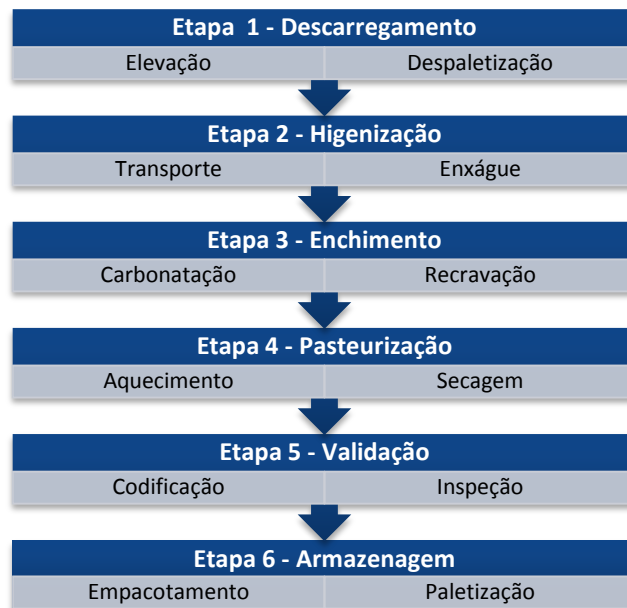 Etapa 1 - Descarregamento
Elevação Despaletização
Etapa 2 - Higenização
Transporte Enxágue
Etapa 3 - Enchimento
Carbonatação Recravação
Etapa 4 - Pasteurização
Aquecimento Secagem
Etapa 5 - Validação
Codificação Inspeção
Etapa 6 - Armazenagem
Empacotamento Paletização